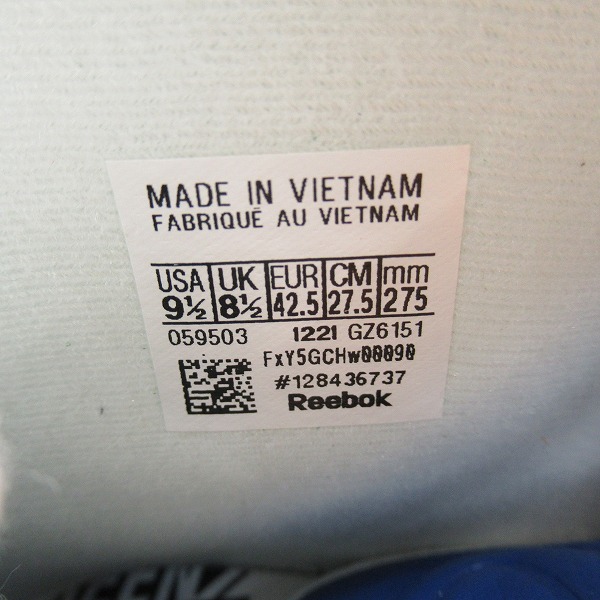 MADE IN VIETNAM
FABRIQUÉ AU VIETNAM
USA UK EUR CM mm
9½ 8½ 42.5 27.5 275
059503 1221 GZ6151
FxY5GCHw00090
#128436737
Reebok